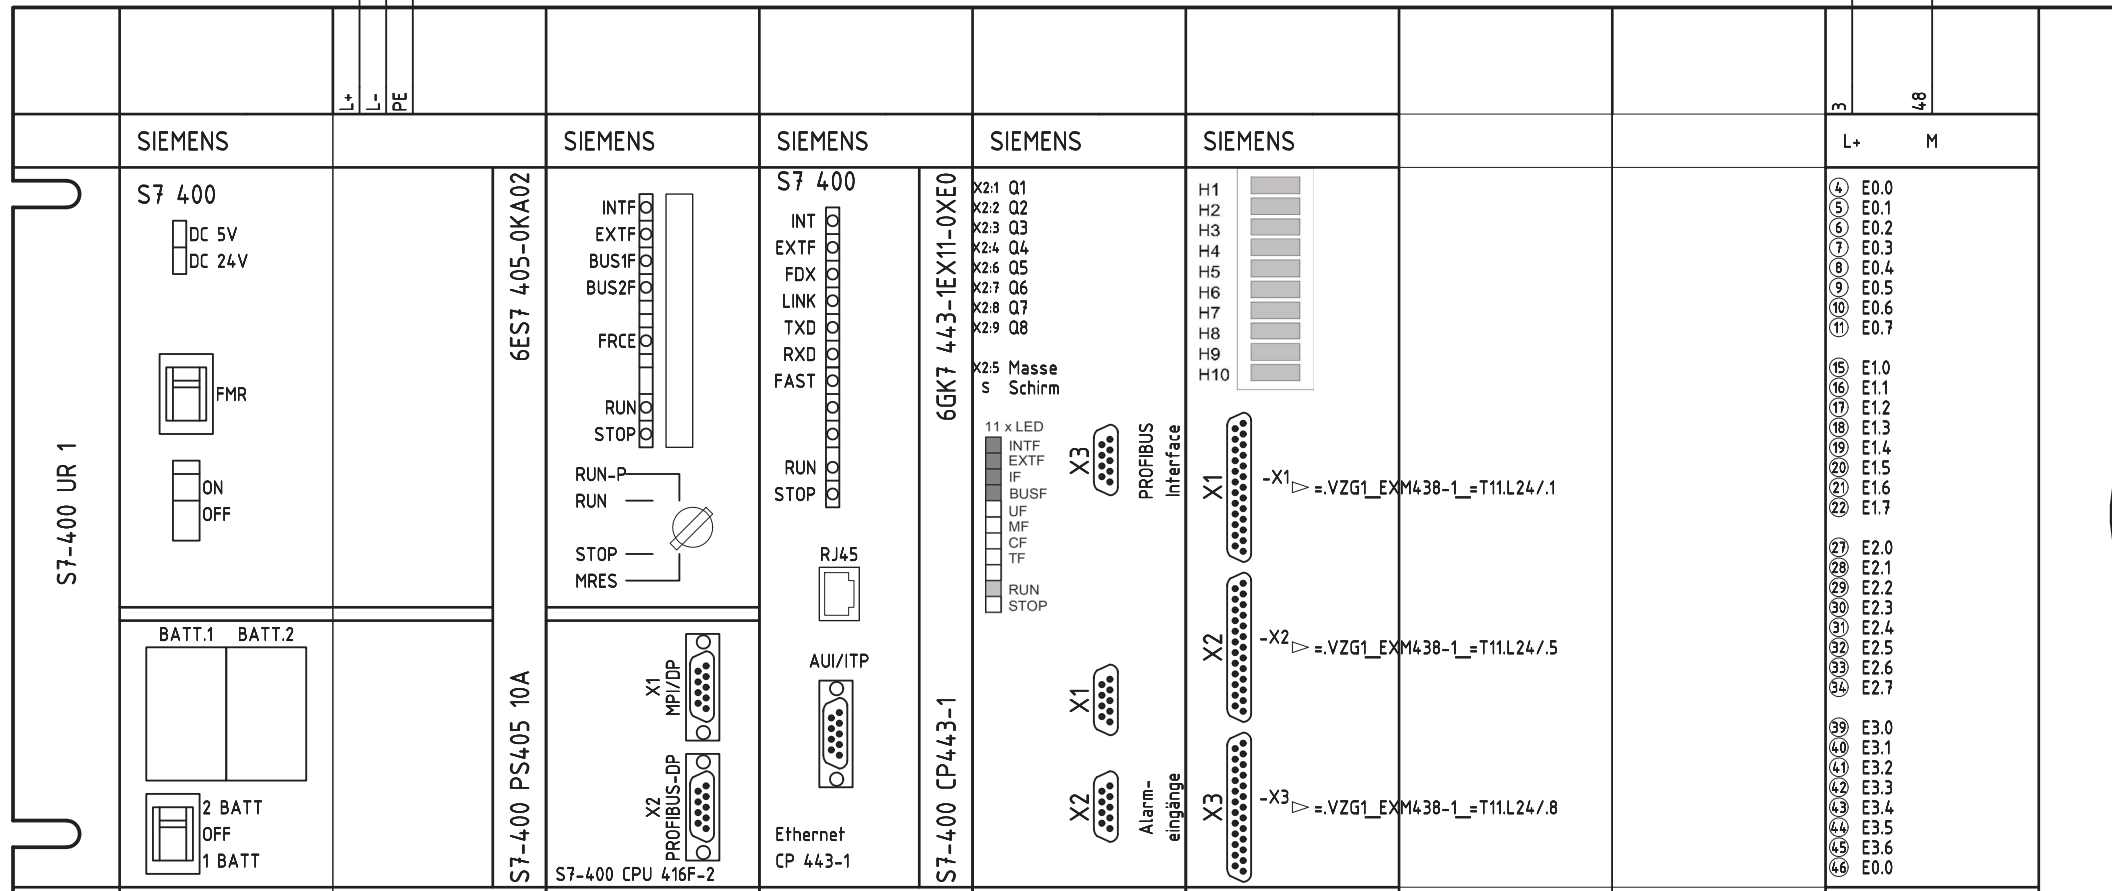 L+
L-
PE
3
48
SIEMENS
SIEMENS
SIEMENS
SIEMENS
SIEMENS
L+ M
S7-400 UR 1
S7 400
DC 5V
DC 24V
FMR
ON
OFF
BATT.1 BATT.2
2 BATT
OFF
1 BATT
6ES7 405-0KA02
S7-400 PS405 10A
INTF
EXTF
BUS1F
BUS2F
FRCE
RUN
STOP
RUN-P
RUN
STOP
MRES
X1
MPI/DP
X2
PROFIBUS-DP
S7-400 CPU 416F-2
S7 400
INT
EXTF
FDX
LINK
TXD
RXD
FAST
RUN
STOP
RJ45
AUI/ITP
Ethernet
CP 443-1
6GK7 443-1EX11-0XE0
S7-400 CP443-1
X2:1 Q1
X2:2 Q2
X2:3 Q3
X2:4 Q4
X2:6 Q5
X2:7 Q6
X2:8 Q7
X2:9 Q8
X2:5 Masse
S Schirm
11 x LED
INTF
EXTF
IF
BUSF
UF
MF
CF
TF
RUN
STOP
X3
PROFIBUS
Interface
X1
X2
Alarm-
eingänge
H1
H2
H3
H4
H5
H6
H7
H8
H9
H10
X1
-X1 ▷ =.VZG1_EXM438-1_=T11.L24/.1
X2
-X2 ▷ =.VZG1_EXM438-1_=T11.L24/.5
X3
-X3 ▷ =.VZG1_EXM438-1_=T11.L24/.8
4 E0.0
5 E0.1
6 E0.2
7 E0.3
8 E0.4
9 E0.5
10 E0.6
11 E0.7
15 E1.0
16 E1.1
17 E1.2
18 E1.3
19 E1.4
20 E1.5
21 E1.6
22 E1.7
27 E2.0
28 E2.1
29 E2.2
30 E2.3
31 E2.4
32 E2.5
33 E2.6
34 E2.7
39 E3.0
40 E3.1
41 E3.2
42 E3.3
43 E3.4
44 E3.5
45 E3.6
46 E0.0